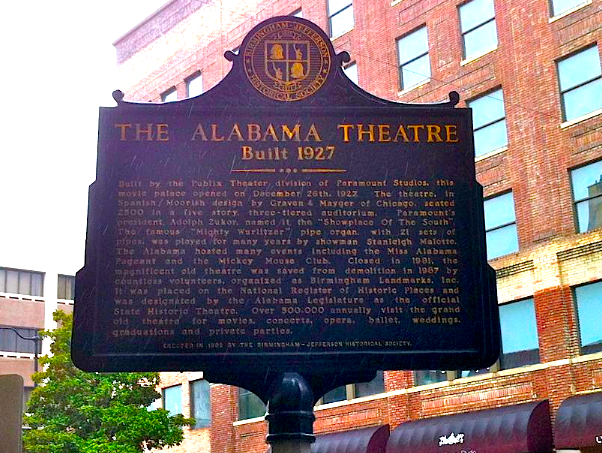 BIRMINGHAM-JEFFERSON
HISTORICAL SOCIETY
THE ALABAMA THEATRE
Built 1927
Built by the Publix Theater division of Paramount Studios, this
movie palace opened on December 26th, 1927. The theatre, in
Spanish/Moorish design by Graven & Mayger of Chicago, seated
2500 in a five story, three-tiered auditorium. Paramount's
president, Adolph Zukor, named it the "Showplace Of The South".
The famous "Mighty Wurlitzer" pipe organ, with 21 sets of
pipes, was played for many years by showman Stanleigh Malotte.
The Alabama hosted many events including the Miss Alabama
Pageant and the Mickey Mouse Club. Closed in 1981, the
magnificent old theatre was saved from demolition in 1987 by
countless volunteers, organized as Birmingham Landmarks, Inc.
It was placed on the National Register of Historic Places and
was designated by the Alabama Legislature as the official
State Historic Theatre. Over 500,000 annually visit the grand
old theatre for movies, concerts, opera, ballet, weddings,
graduations and private parties.
BY THE BIRMINGHAM-JEFFERSON HISTORICAL SOCIETY.